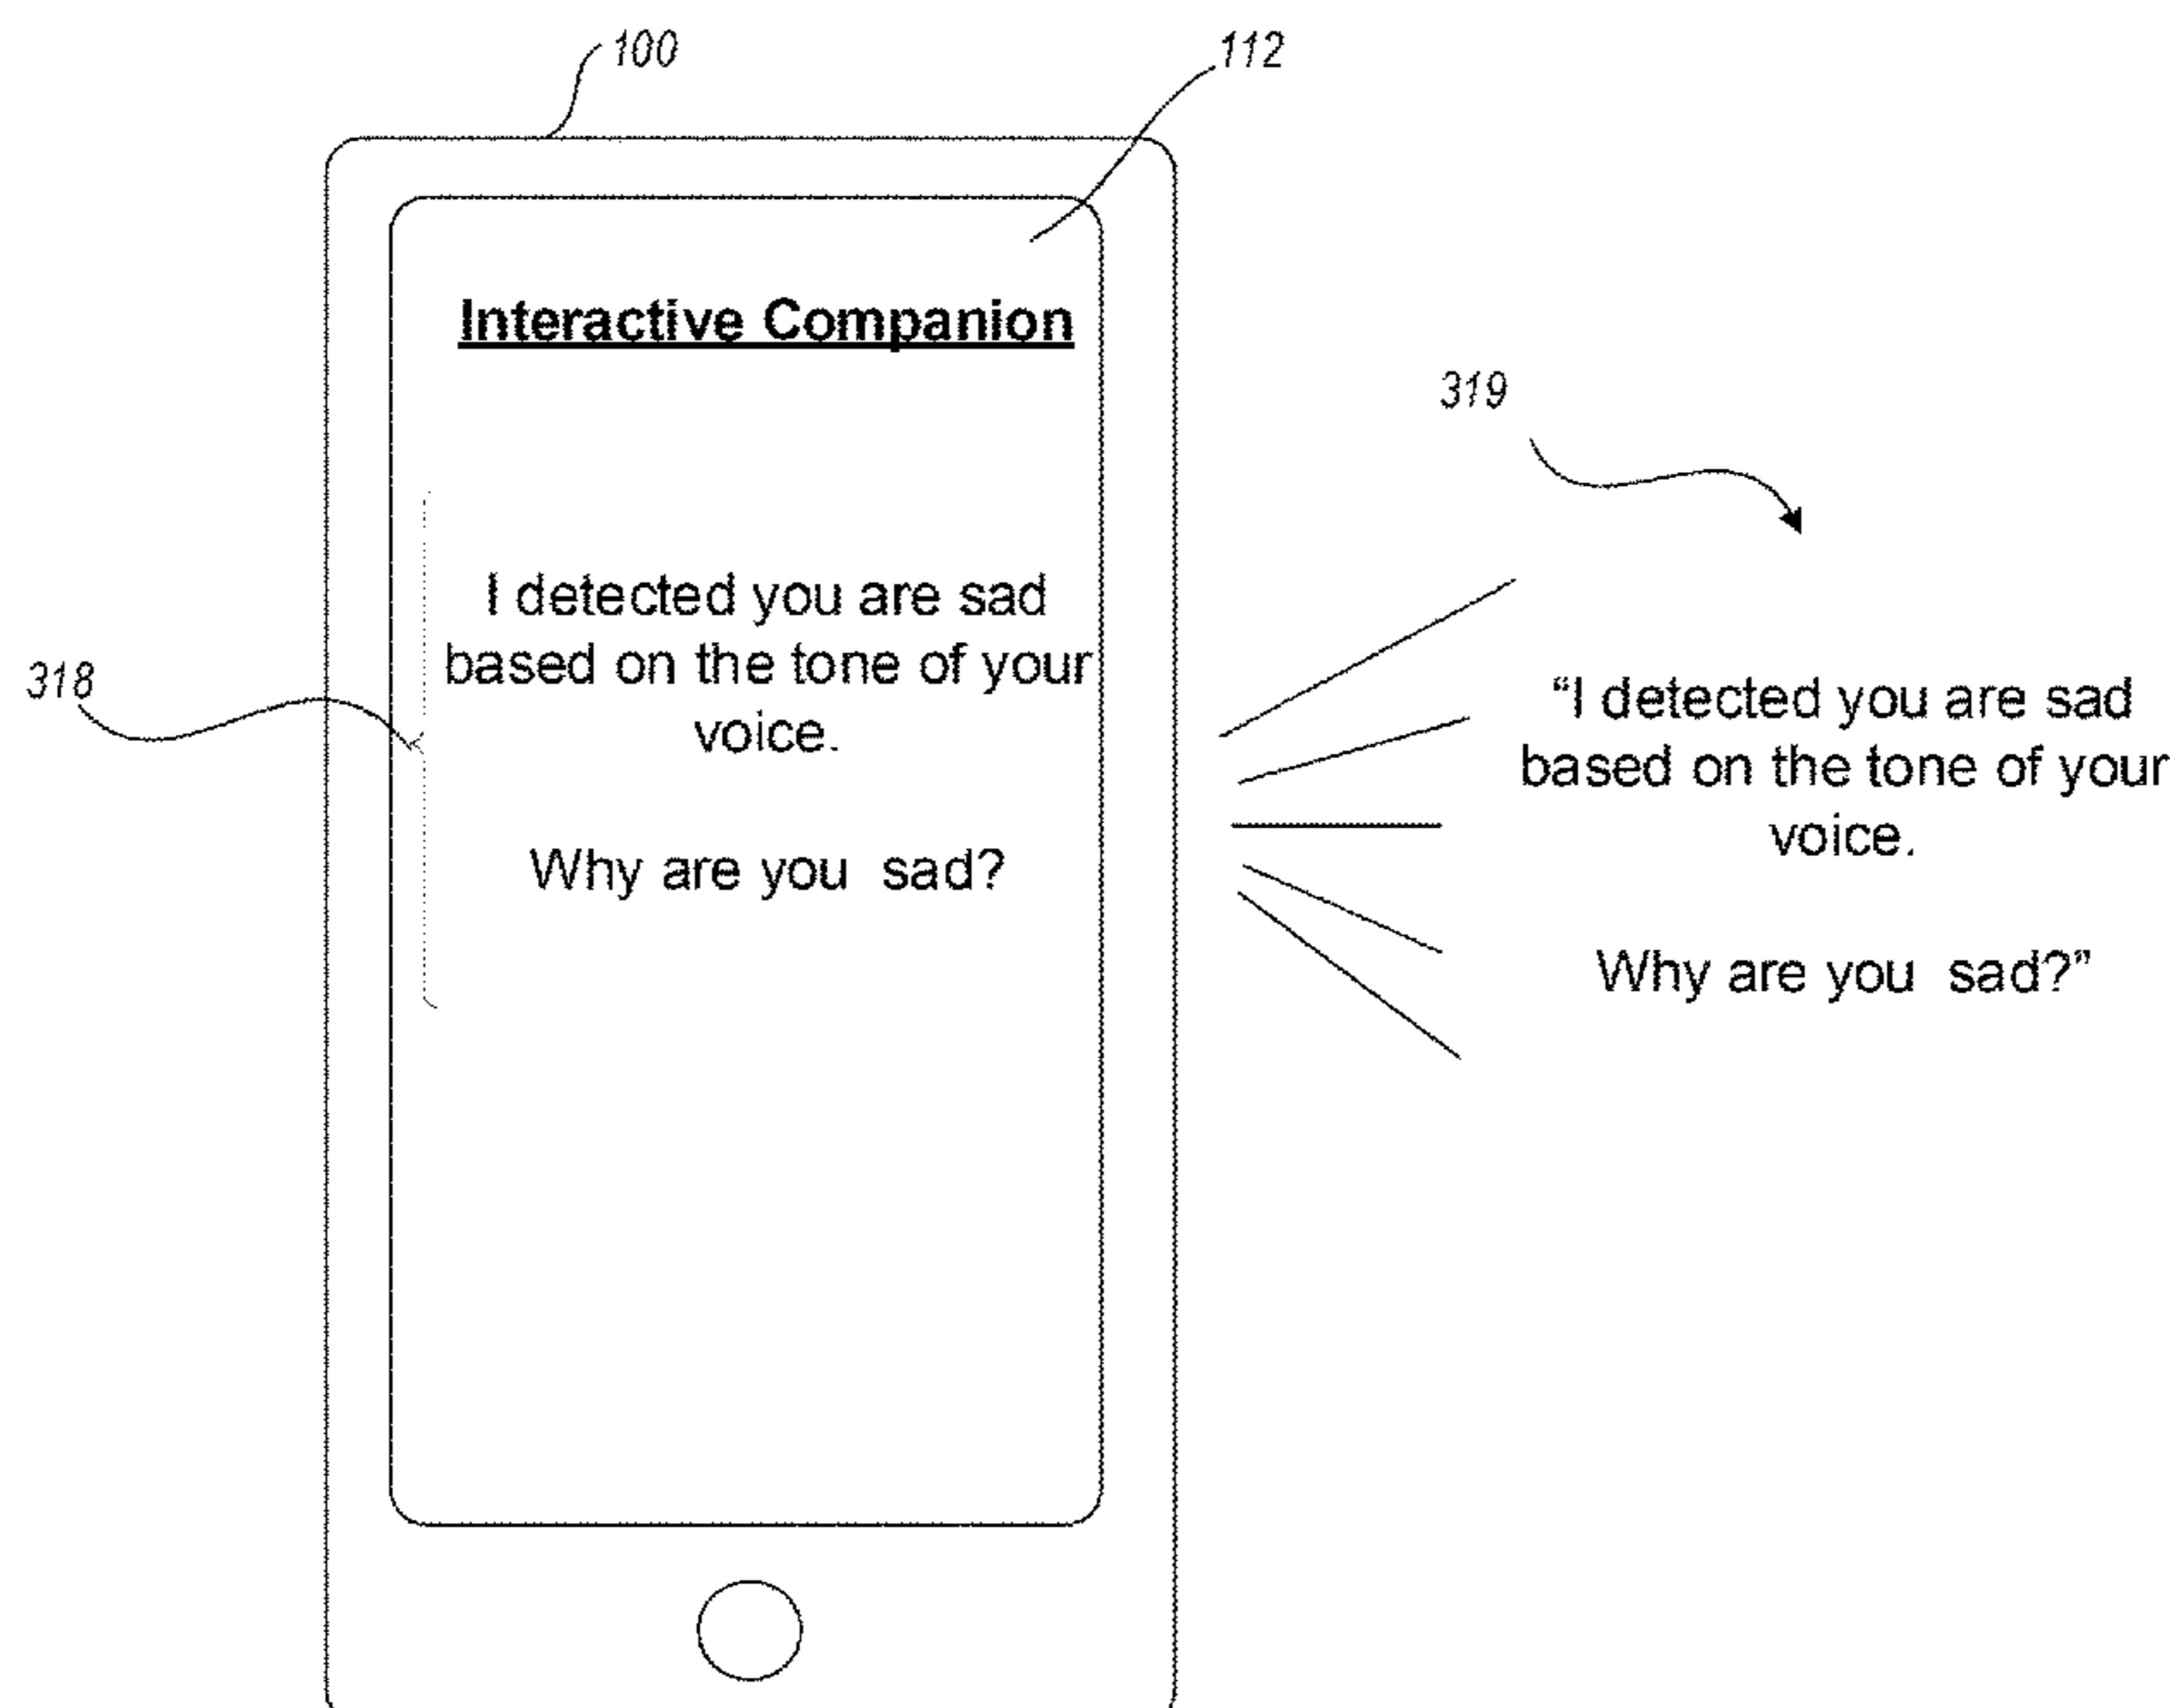 100
112
Interactive Companion
319
I detected you are sad
based on the tone of your
voice.
Why are you sad?
318
“I detected you are sad
based on the tone of your
voice.
Why are you sad?”